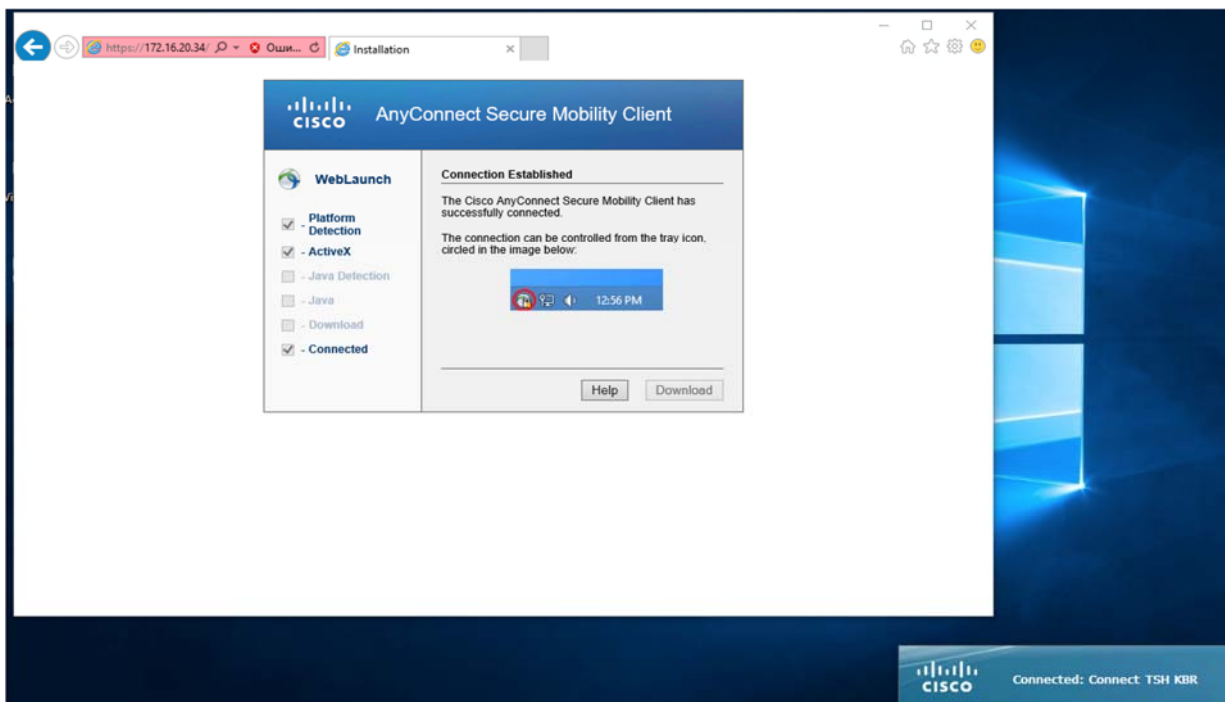 https://172.16.20.34/ Оши... Installation
CISCO AnyConnect Secure Mobility Client
WebLaunch
- Platform
Detection
- ActiveX
- Java Detection
- Java
- Download
- Connected
Connection Established
The Cisco AnyConnect Secure Mobility Client has
successfully connected.
The connection can be controlled from the tray icon,
circled in the image below:
12:56 PM
Help Download
CISCO Connected: Connect TSH KBR